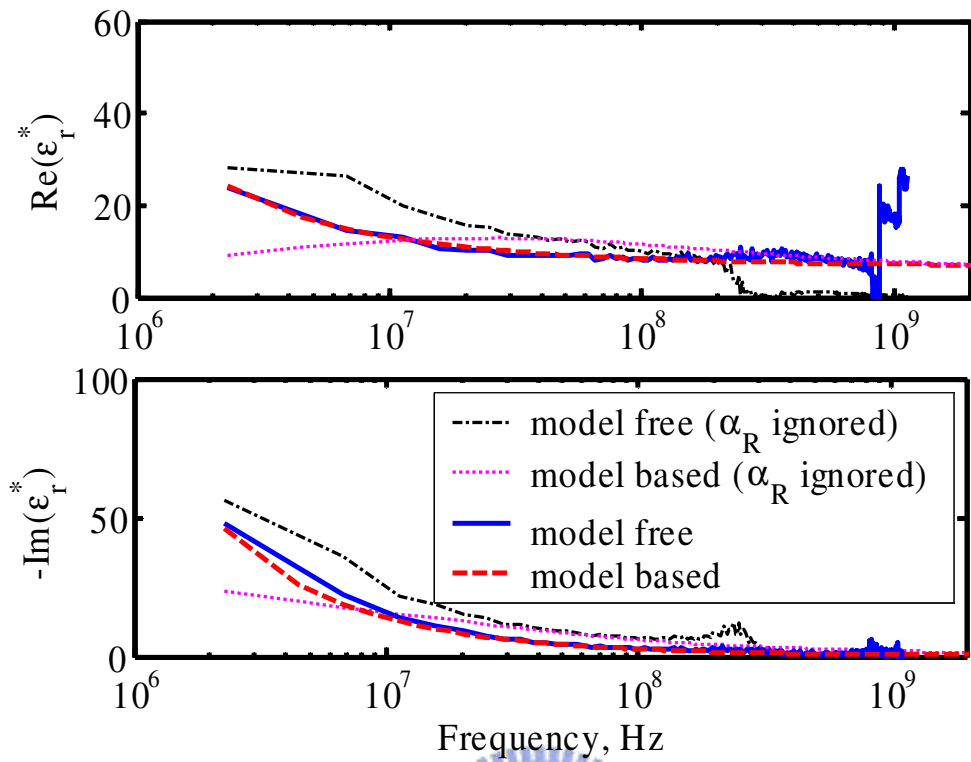 60
40
20
0
Re(ε_r^*)
10^6 10^7 10^8 10^9
100
50
0
-Im(ε_r^*)
model free (α_R ignored)
model based (α_R ignored)
model free
model based
10^6 10^7 10^8 10^9
Frequency, Hz